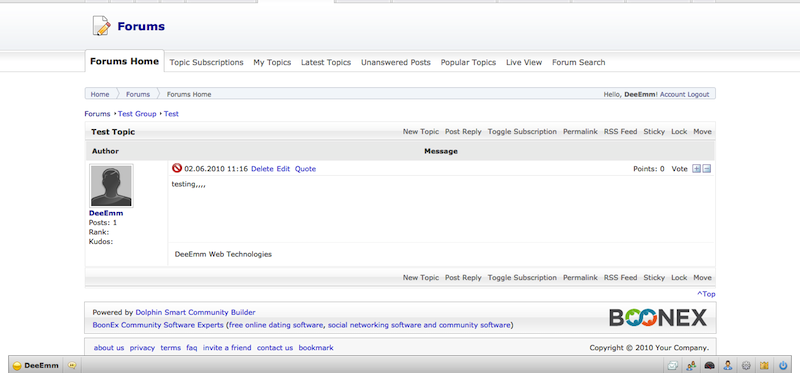 Forums
Forums Home Topic Subscriptions My Topics Latest Topics Unanswered Posts Popular Topics Live View Forum Search
Home Forums Forums Home Hello, DeeEmm! Account Logout
Forums Test Group Test
Test Topic New Topic Post Reply Toggle Subscription Permalink RSS Feed Sticky Lock Move
Author Message
02.06.2010 11:16 Delete Edit Quote Points: 0 Vote + −
testing,,,,
DeeEmm
Posts: 1
Rank:
Kudos:
DeeEmm Web Technologies
New Topic Post Reply Toggle Subscription Permalink RSS Feed Sticky Lock Move
^Top
Powered by Dolphin Smart Community Builder
BoonEx Community Software Experts (free online dating software, social networking software and community software)
BOONEX
about us privacy terms faq invite a friend contact us bookmark Copyright © 2010 Your Company.
DeeEmm